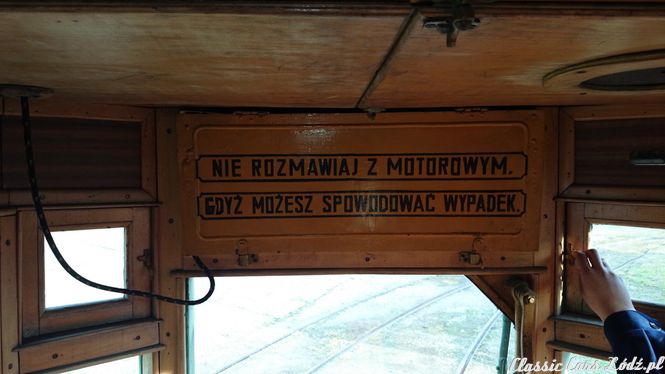 NIE ROZMAWIAJ Z MOTOROWYM,
GDYŻ MOŻESZ SPOWODOWAĆ WYPADEK.
Classic Cars-Łódź.pl